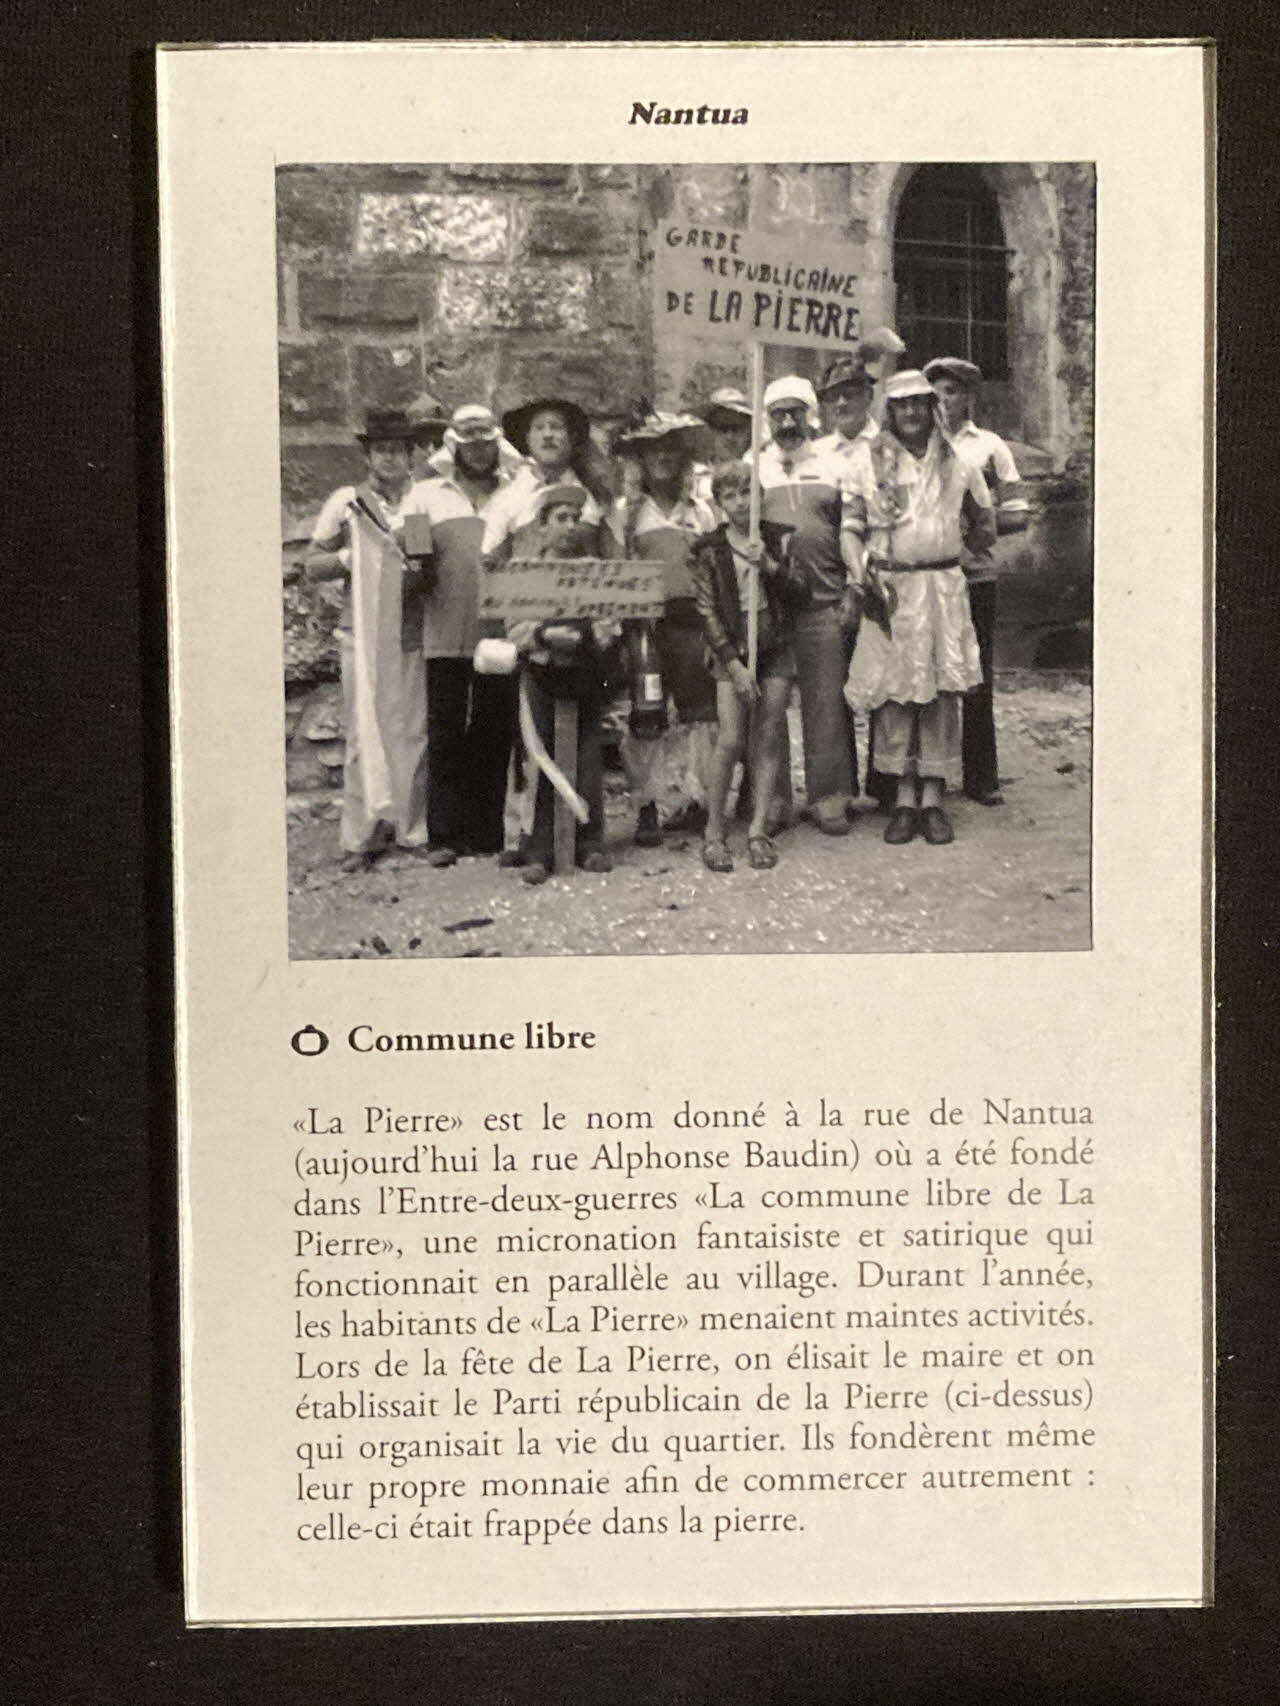 Nantua
GARDE
REPUBLICAINE
DE LA PIERRE
Commune libre
«La Pierre» est le nom donné à la rue de Nantua
(aujourd'hui la rue Alphonse Baudin) où a été fondé
dans l'Entre-deux-guerres «La commune libre de La
Pierre», une micronation fantaisiste et satirique qui
fonctionnait en parallèle au village. Durant l'année,
les habitants de «La Pierre» menaient maintes activités.
Lors de la fête de La Pierre, on élisait le maire et on
établissait le Parti républicain de la Pierre (ci-dessus)
qui organisait la vie du quartier. Ils fondèrent même
leur propre monnaie afin de commercer autrement :
celle-ci était frappée dans la pierre.